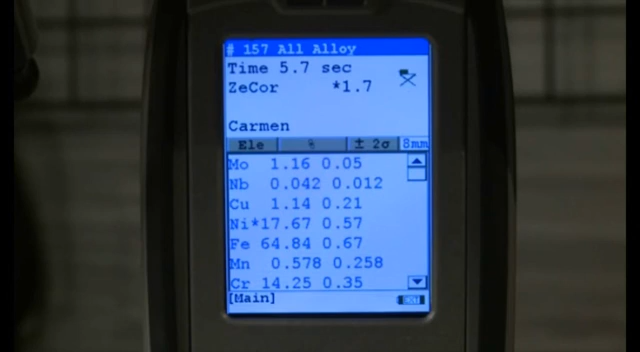 # 157 All Alloy
Time 5.7 sec
ZeCor *1.7
Carmen
Ele % ± 2σ 8mm
Mo 1.16 0.05
Nb 0.042 0.012
Cu 1.14 0.21
Ni*17.67 0.57
Fe 64.84 0.67
Mn 0.578 0.258
Cr 14.25 0.35
[Main]